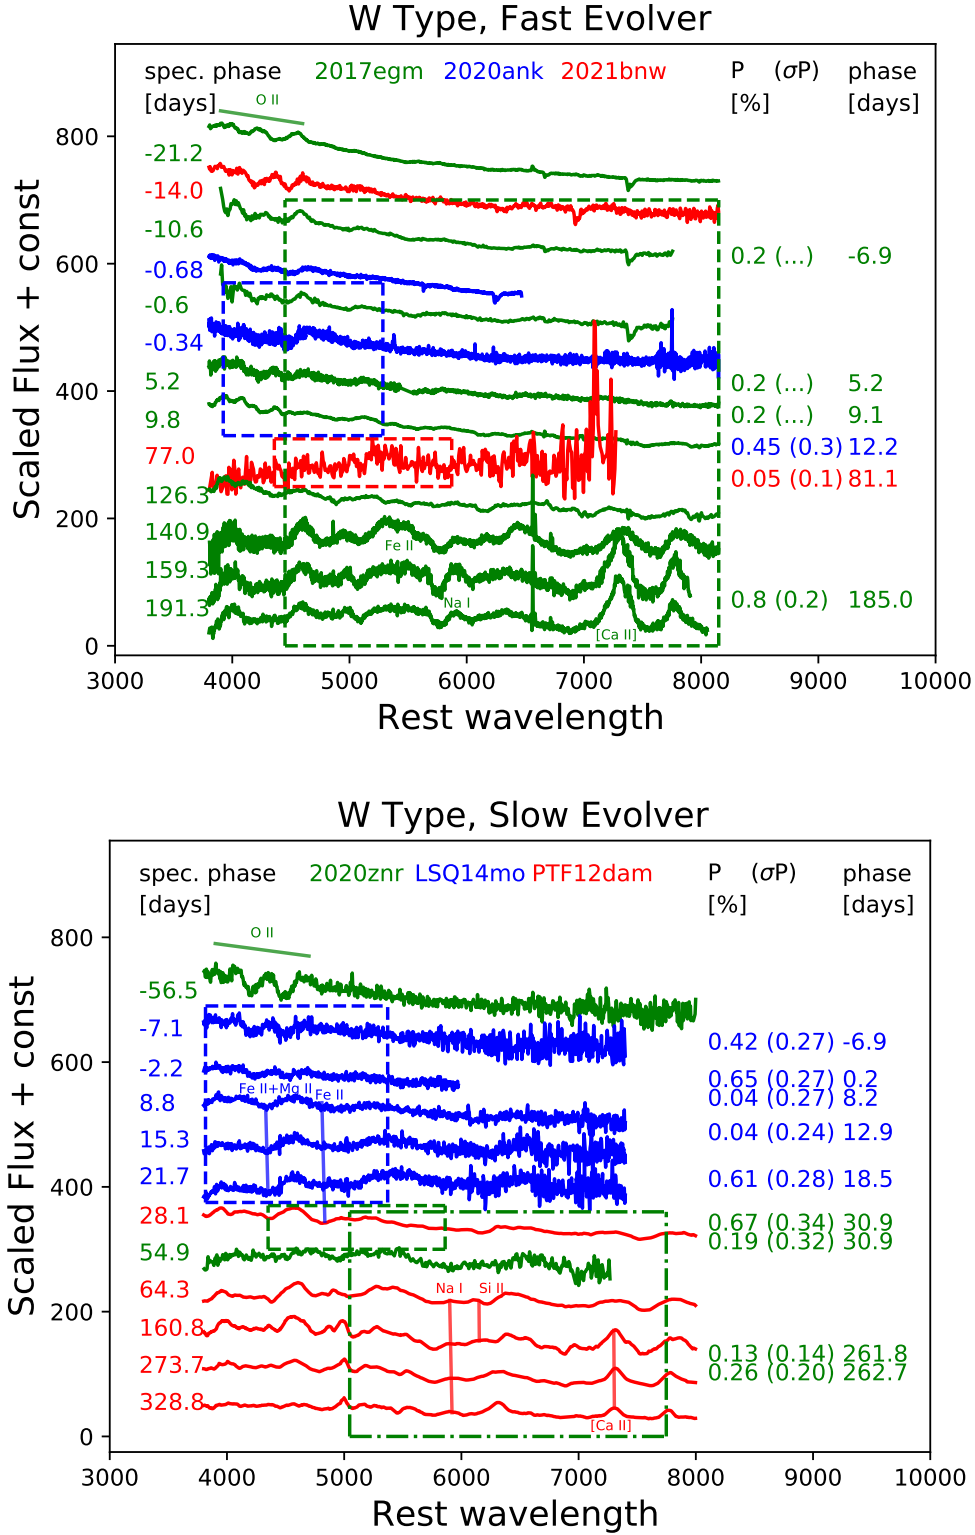 W Type, Fast Evolver
spec. phase 2017egm 2020ank 2021bnw P (σP) phase
[days] [%] [days]
O II
800
-21.2
-14.0
-10.6
0.2 (...) -6.9
600
-0.68
-0.6
-0.34
5.2
0.2 (...) 5.2
400
9.8
0.2 (...) 9.1
0.45 (0.3) 12.2
77.0
0.05 (0.1) 81.1
126.3
200
140.9
Fe II
159.3
Na I
0.8 (0.2) 185.0
191.3
[Ca II]
0
3000 4000 5000 6000 7000 8000 9000 10000
Rest wavelength
Scaled Flux + const
W Type, Slow Evolver
spec. phase 2020znr LSQ14mo PTF12dam P (σP) phase
[days] [%] [days]
O II
800
-56.5
-7.1
0.42 (0.27) -6.9
600
-2.2
0.65 (0.27) 0.2
Fe II+Mg II Fe II
0.04 (0.27) 8.2
8.8
0.04 (0.24) 12.9
15.3
21.7
0.61 (0.28) 18.5
400
28.1
0.67 (0.34) 30.9
0.19 (0.32) 30.9
54.9
64.3
Na I Si II
200
160.8
0.13 (0.14) 261.8
273.7
0.26 (0.20) 262.7
328.8
[Ca II]
0
3000 4000 5000 6000 7000 8000 9000 10000
Rest wavelength
Scaled Flux + const